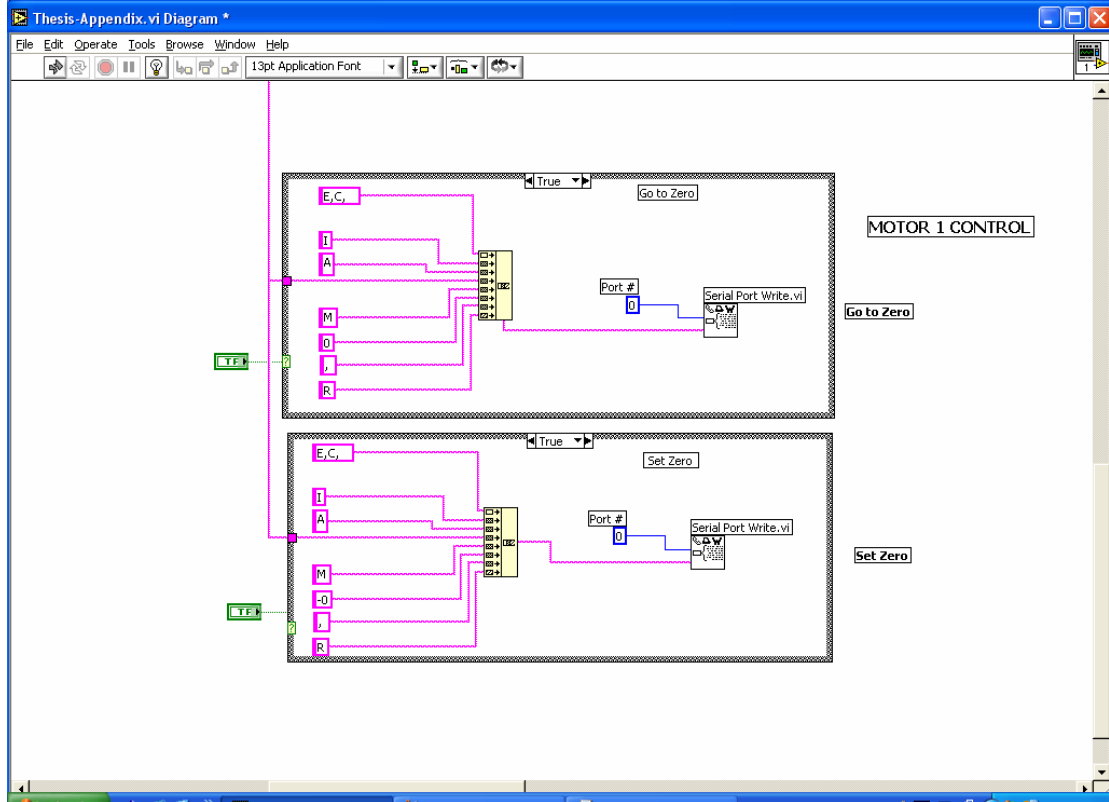 Thesis-Appendix.vi Diagram *
File Edit Operate Tools Browse Window Help
13pt Application Font
1
True
Go to Zero
E,C,
MOTOR 1 CONTROL
I
A
Port #
0
Serial Port Write.vi
Go to Zero
M
0
TF
?
,
R
True
Set Zero
E,C,
I
A
Port #
0
Serial Port Write.vi
Set Zero
M
-0
TF
,
?
R